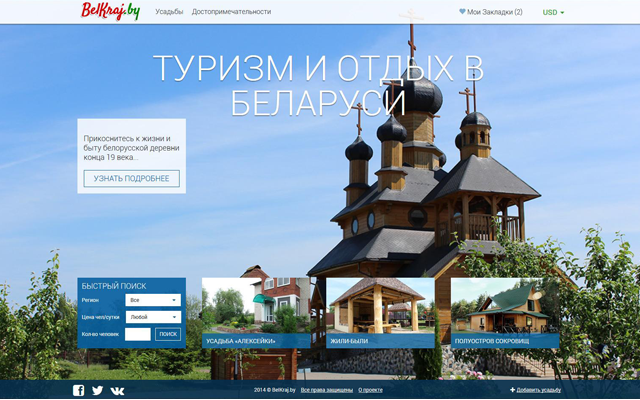 BelKraj.by
Усадьбы Достопримечательности
Мои Закладки (2)
USD
ТУРИЗМ И ОТДЫХ В
БЕЛАРУСИ
Прикоснитесь к жизни и
быту белорусской деревни
конца 19 века...
УЗНАТЬ ПОДРОБНЕЕ
БЫСТРЫЙ ПОИСК
Регион Все
Цена чел/сутки Любой
Кол-во человек ПОИСК
УСАДЬБА «АЛЕКСЕЙКИ»
ЖИЛИ-БЫЛИ
ПОЛУОСТРОВ СОКРОВИЩ
2014 © BelKraj.by Все права защищены О проекте
Добавить усадьбу